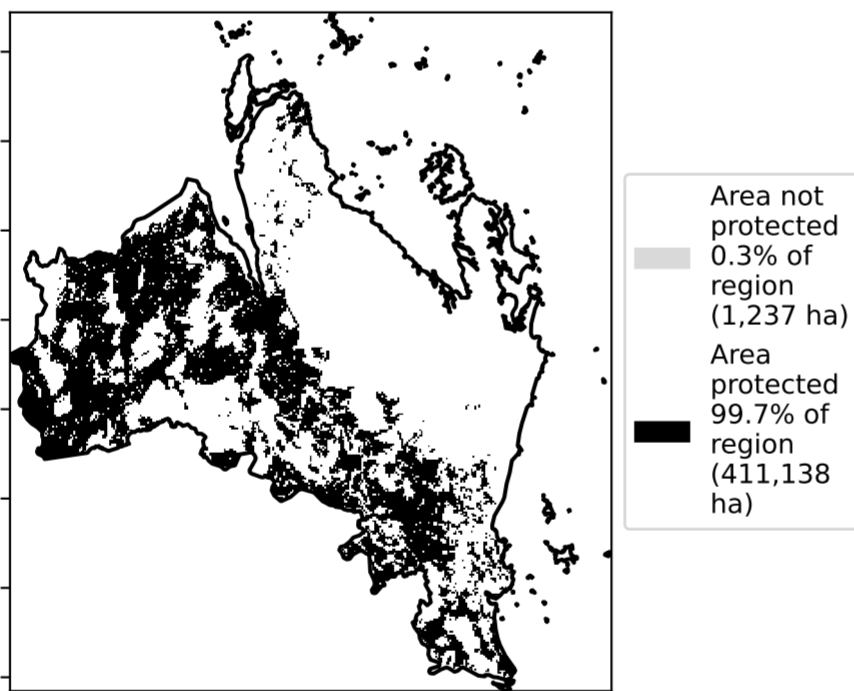 Area not
protected
0.3% of
region
(1,237 ha)
Area
protected
99.7% of
region
(411,138
ha)